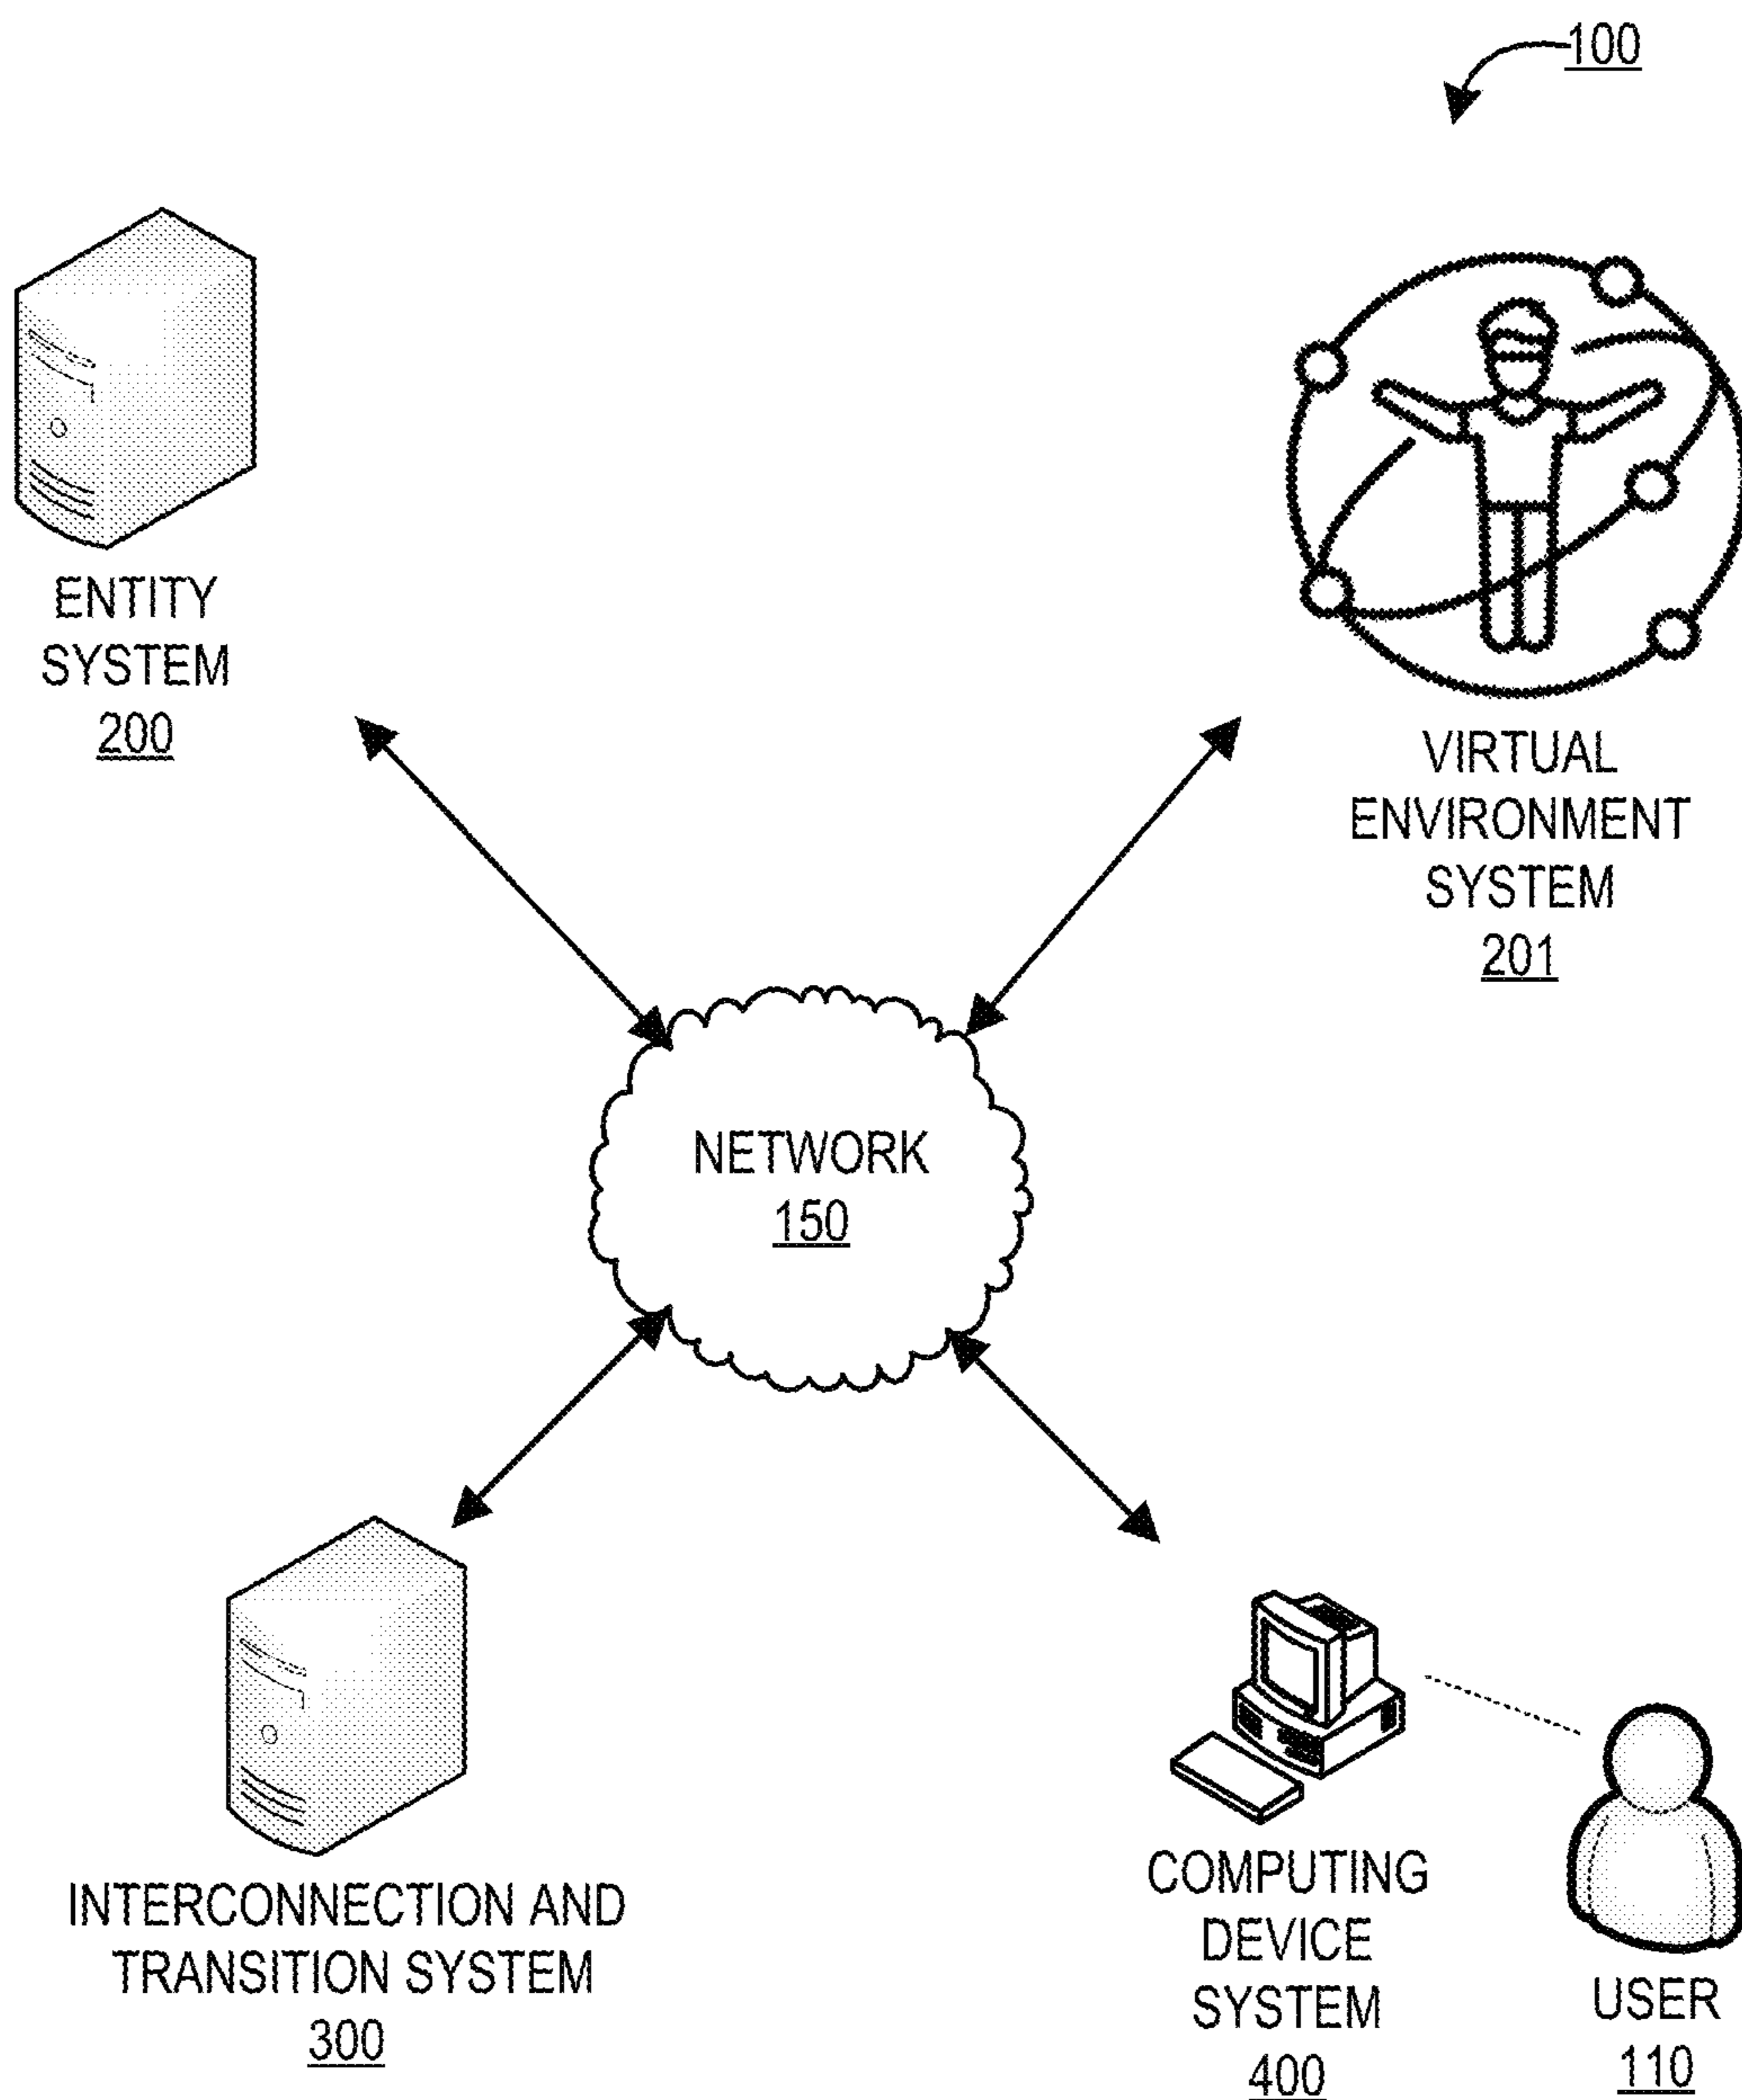 100
ENTITY
SYSTEM
200
VIRTUAL
ENVIRONMENT
SYSTEM
201
NETWORK
150
INTERCONNECTION AND
TRANSITION SYSTEM
300
COMPUTING
DEVICE
SYSTEM
400
USER
110